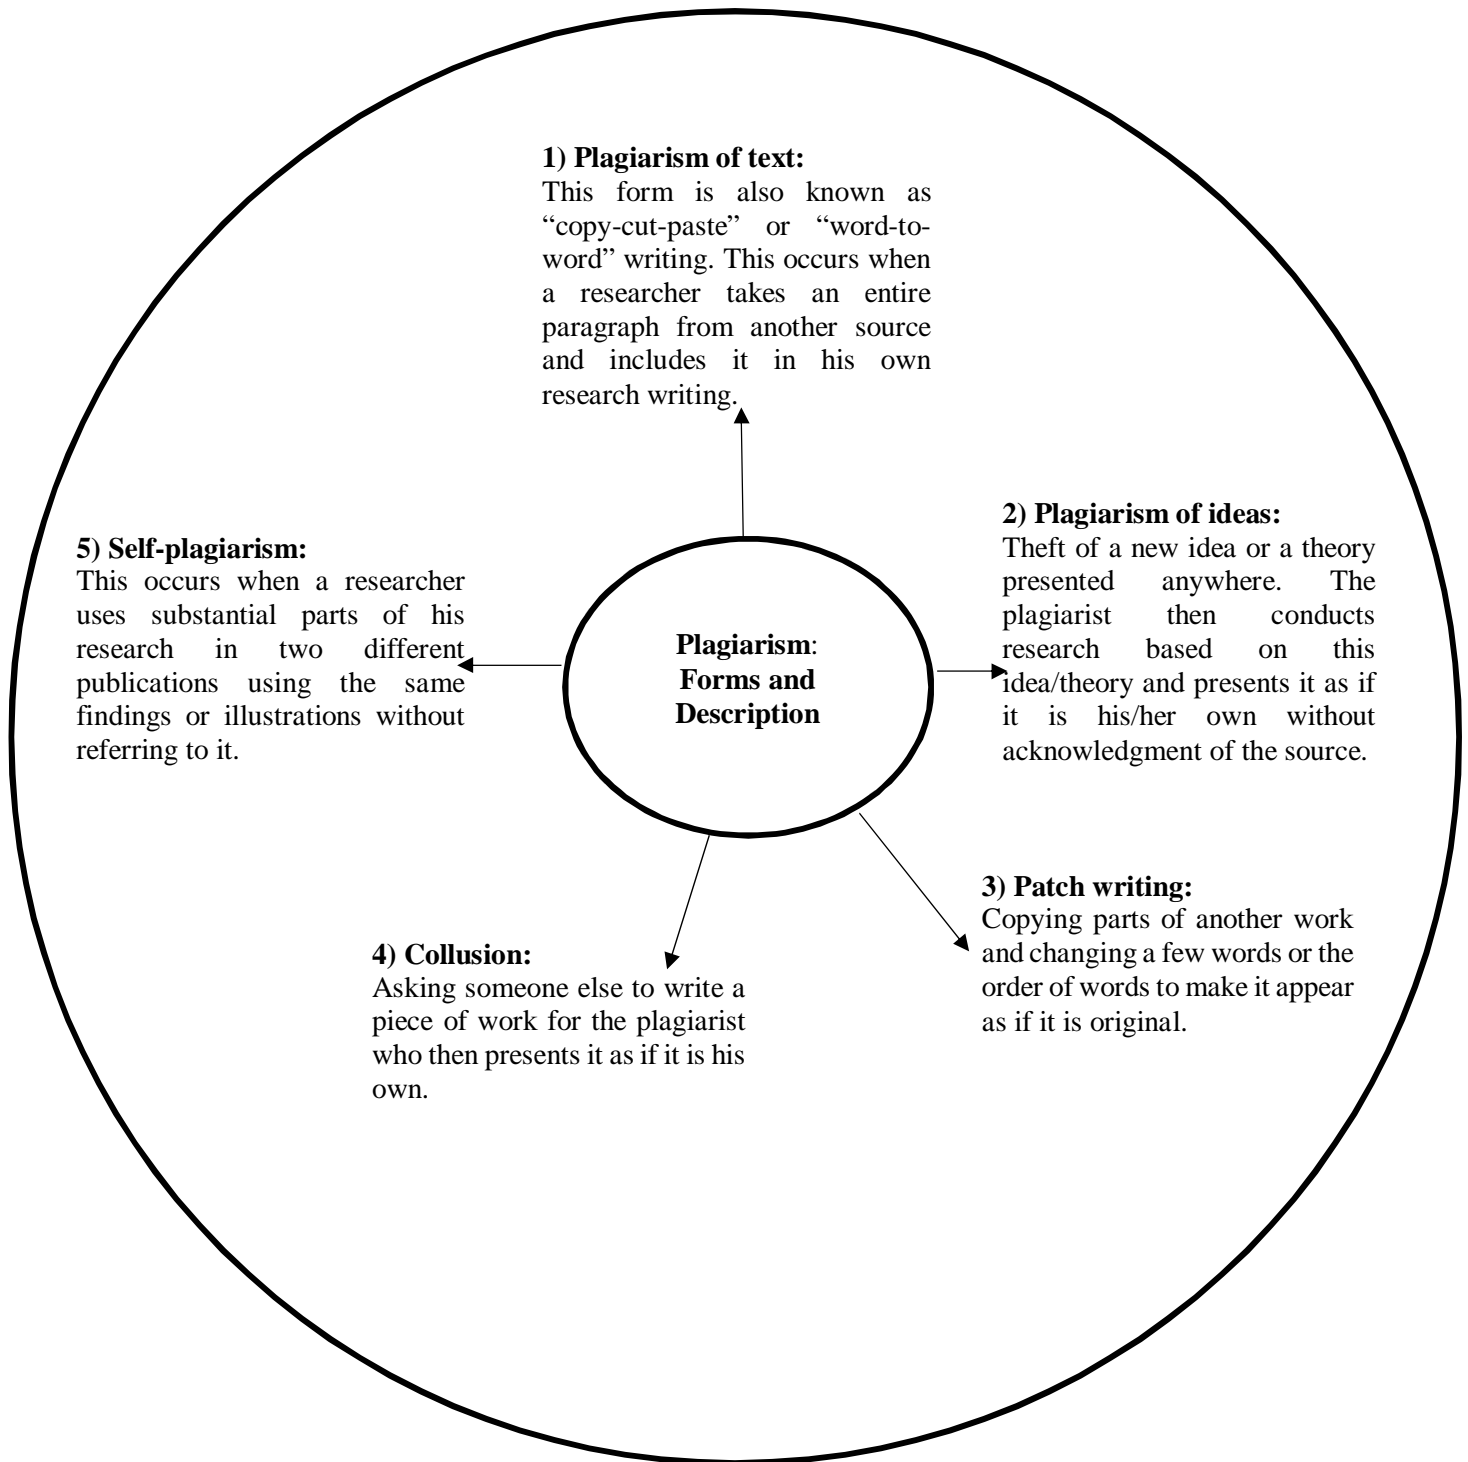 1) Plagiarism of text:
This form is also known as
“copy-cut-paste” or “word-to-
word” writing. This occurs when
a researcher takes an entire
paragraph from another source
and includes it in his own
research writing.
2) Plagiarism of ideas:
Theft of a new idea or a theory
presented anywhere. The
plagiarist then conducts
research based on this
idea/theory and presents it as if
it is his/her own without
acknowledgment of the source.
5) Self-plagiarism:
This occurs when a researcher
uses substantial parts of his
research in two different
publications using the same
findings or illustrations without
referring to it.
Plagiarism:
Forms and
Description
3) Patch writing:
Copying parts of another work
and changing a few words or the
order of words to make it appear
as if it is original.
4) Collusion:
Asking someone else to write a
piece of work for the plagiarist
who then presents it as if it is his
own.